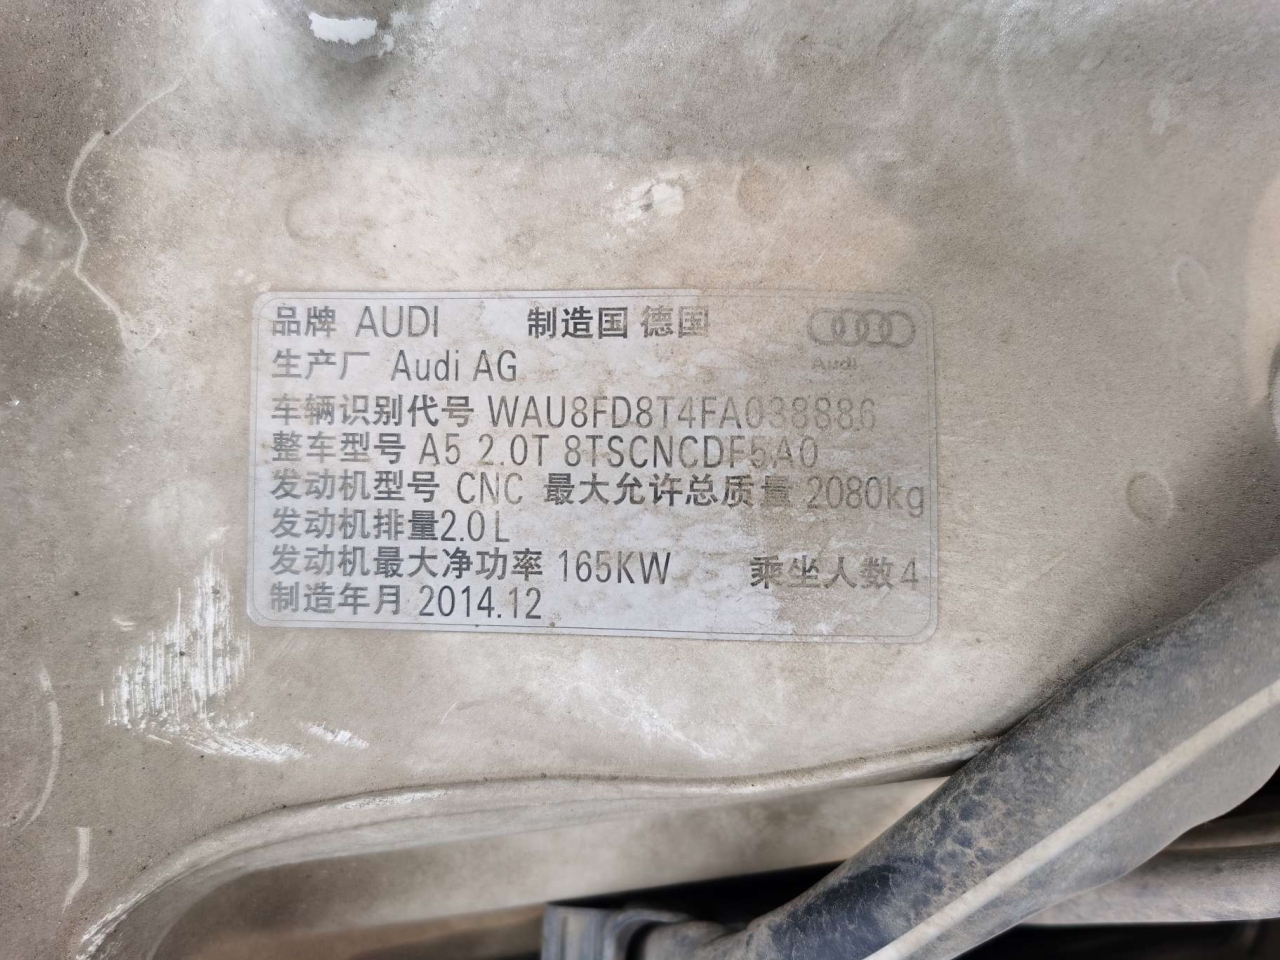 品牌 AUDI 制造国 德国
Audi
生产厂 Audi AG
车辆识别代号 WAU8FD8T4FA038886
整车型号 A5 2.0T 8TSCNCDF5A0
发动机型号 CNC 最大允许总质量 2080kg
发动机排量2.0L
发动机最大净功率 165KW 乘坐人数4
制造年月 2014.12